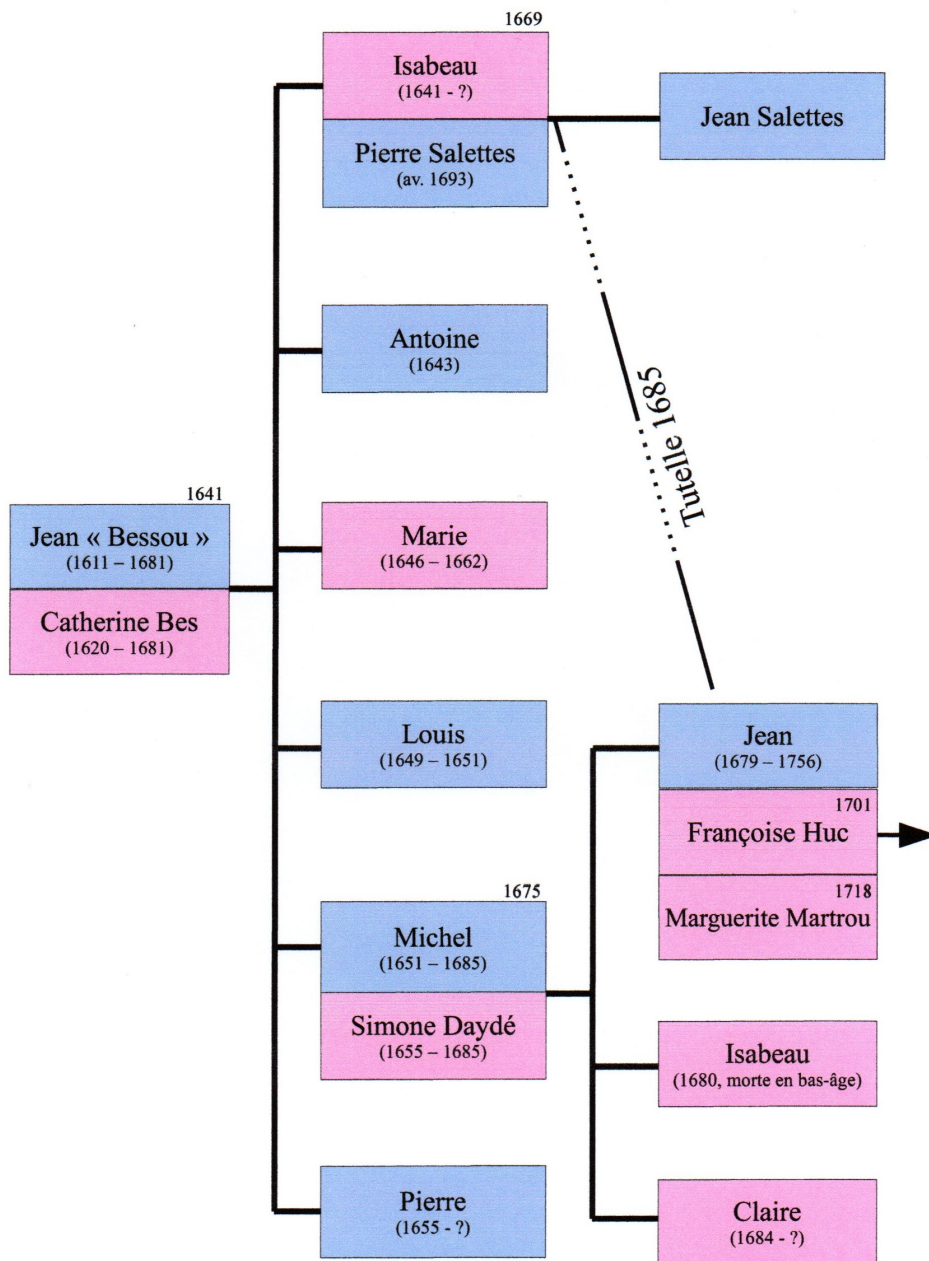 1669
Isabeau
(1641 - ?)
Pierre Salettes
(av. 1693)
Jean Salettes
Antoine
(1643)
Tutelle 1685
1641
Jean « Bessou »
(1611 – 1681)
Catherine Bes
(1620 – 1681)
Marie
(1646 – 1662)
Louis
(1649 – 1651)
Jean
(1679 – 1756)
1701
Françoise Huc
1718
Marguerite Martrou
1675
Michel
(1651 – 1685)
Simone Daydé
(1655 – 1685)
Isabeau
(1680, morte en bas-âge)
Pierre
(1655 - ?)
Claire
(1684 - ?)